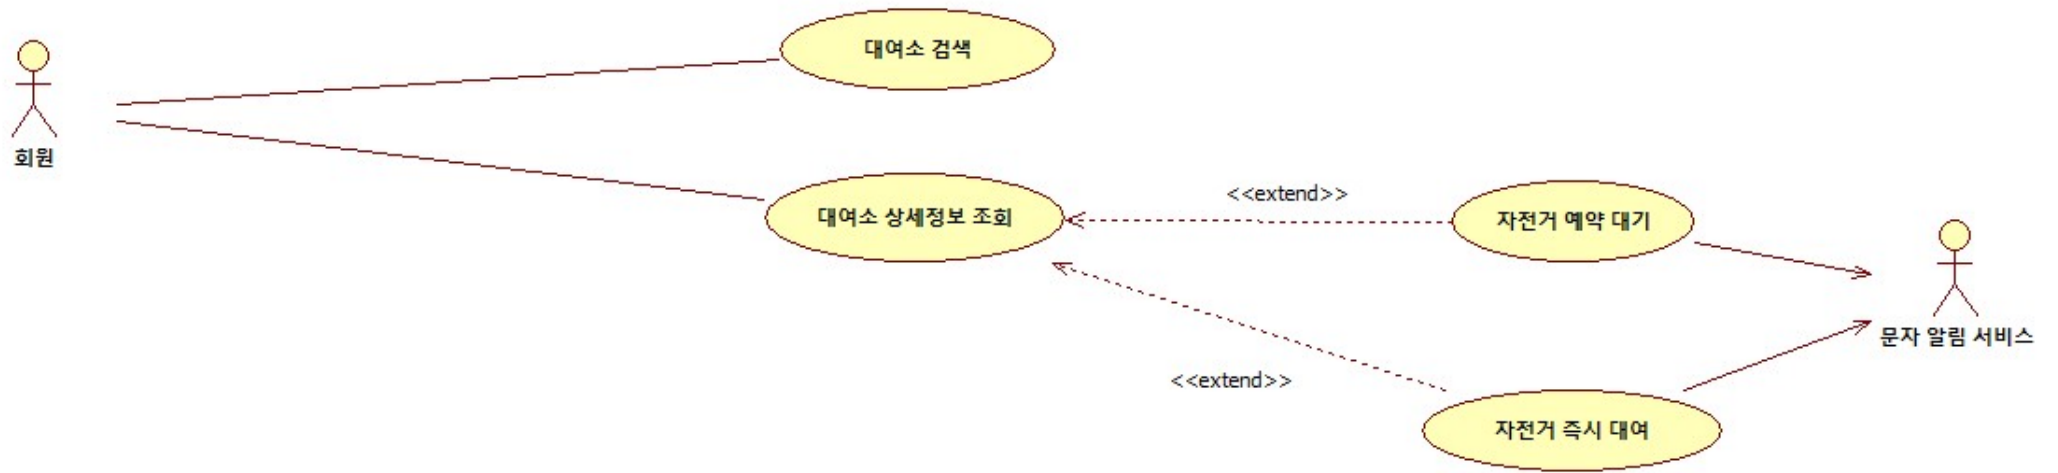 대여소 검색
회원
대여소 상세정보 조회
<<extend>>
자전거 예약 대기
문자 알림 서비스
<<extend>>
자전거 즉시 대여